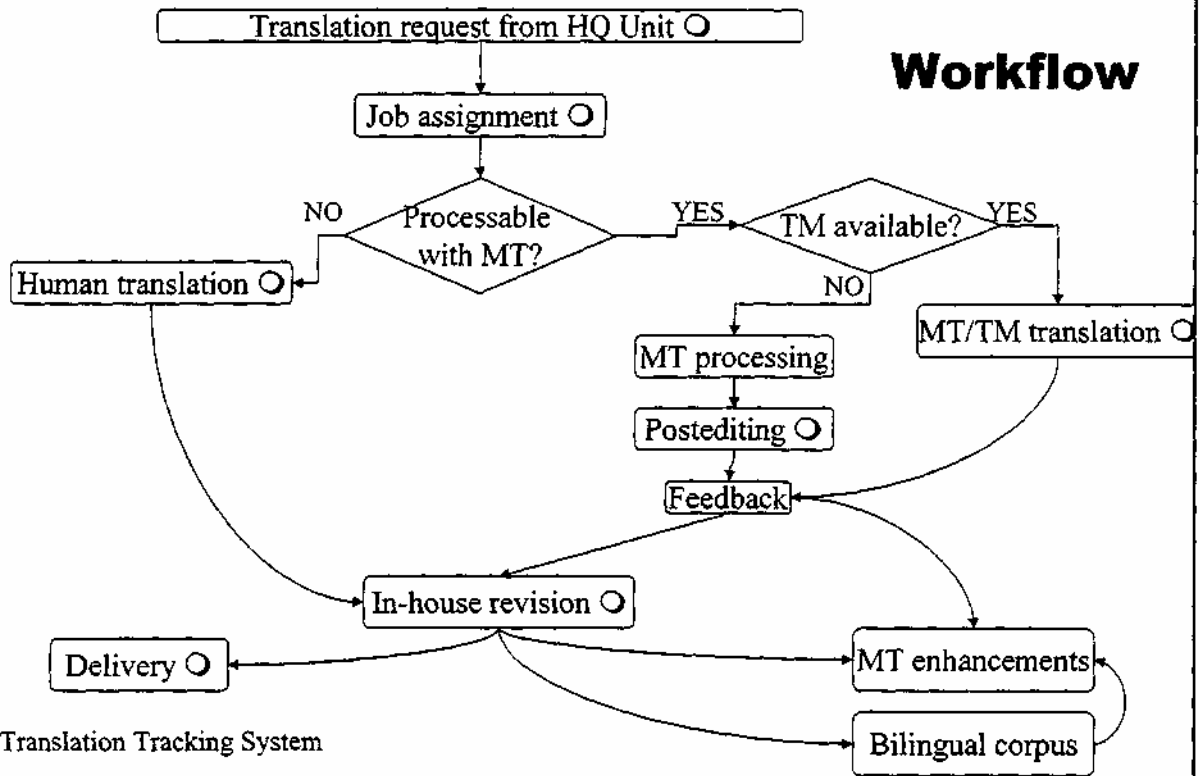 Translation request from HQ Unit ❍
Workflow
Job assignment ❍
NO
Processable
with MT?
YES
TM available?
YES
Human translation ❍
NO
MT/TM translation ❍
MT processing
Postediting ❍
Feedback
In-house revision ❍
Delivery ❍
MT enhancements
Translation Tracking System
Bilingual corpus